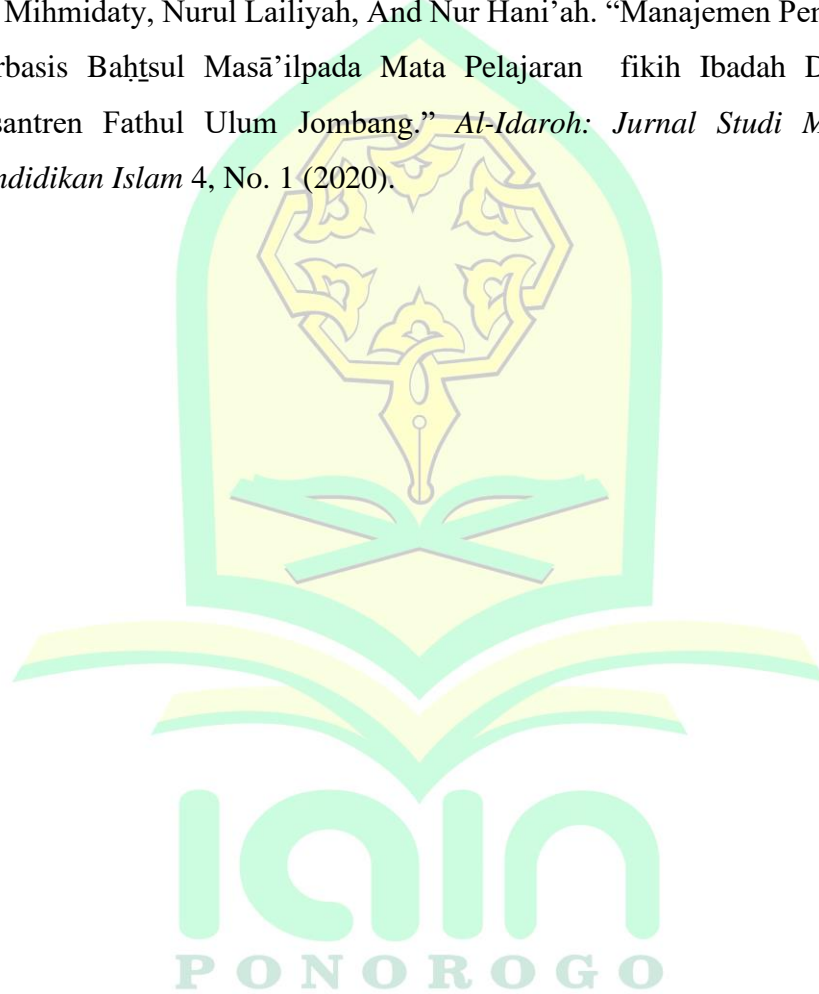 Mihmidaty, Nurul Lailiyah, And Nur Hani’ah. “Manajemen Pen
rbasis Baḥṯsul Masā’ilpada Mata Pelajaran fikih Ibadah D
santren Fathul Ulum Jombang.” Al-Idaroh: Jurnal Studi M
ndidikan Islam 4, No. 1 (2020).
iain
PONOROGO